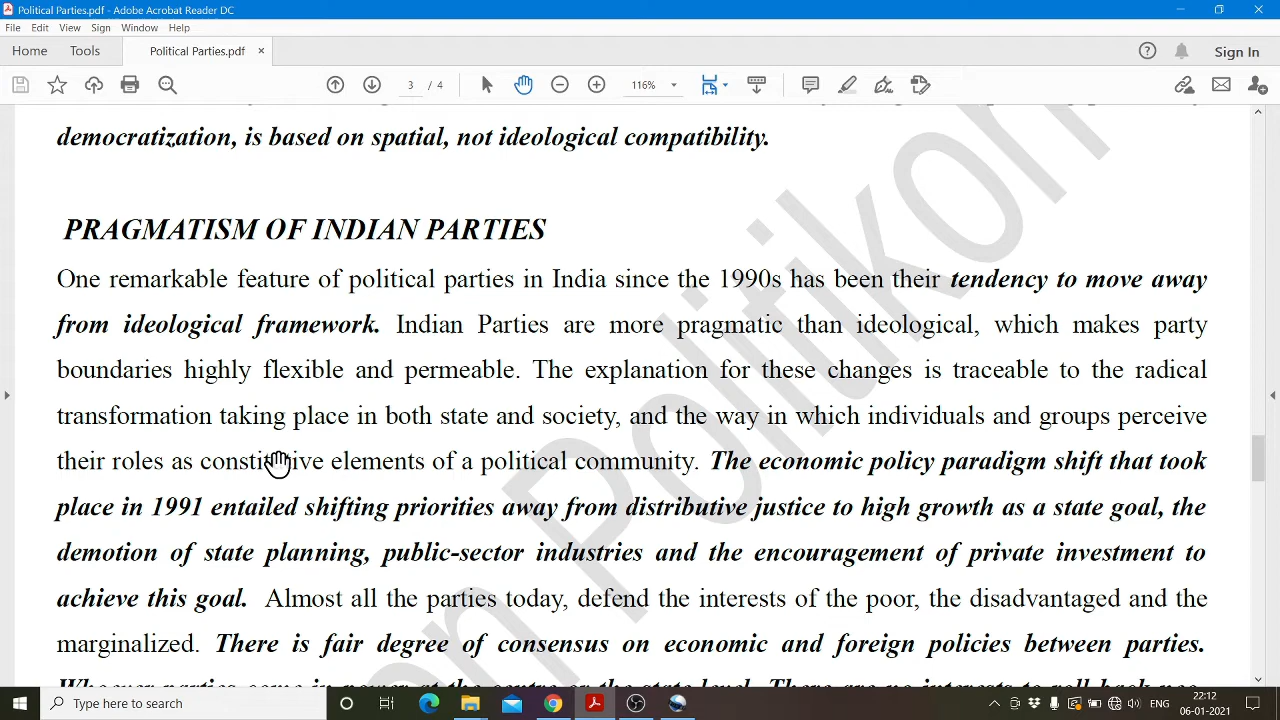 Political Parties.pdf - Adobe Acrobat Reader DC
File Edit View Sign Window Help
Home Tools Political Parties.pdf × Sign In
3 / 4 116%
democratization, is based on spatial, not ideological compatibility.
PRAGMATISM OF INDIAN PARTIES
One remarkable feature of political parties in India since the 1990s has been their tendency to move away
from ideological framework. Indian Parties are more pragmatic than ideological, which makes party
boundaries highly flexible and permeable. The explanation for these changes is traceable to the radical
transformation taking place in both state and society, and the way in which individuals and groups perceive
their roles as constitutive elements of a political community. The economic policy paradigm shift that took
place in 1991 entailed shifting priorities away from distributive justice to high growth as a state goal, the
demotion of state planning, public-sector industries and the encouragement of private investment to
achieve this goal. Almost all the parties today, defend the interests of the poor, the disadvantaged and the
marginalized. There is fair degree of consensus on economic and foreign policies between parties.
Politikon
Type here to search
ENG
22:12
06-01-2021